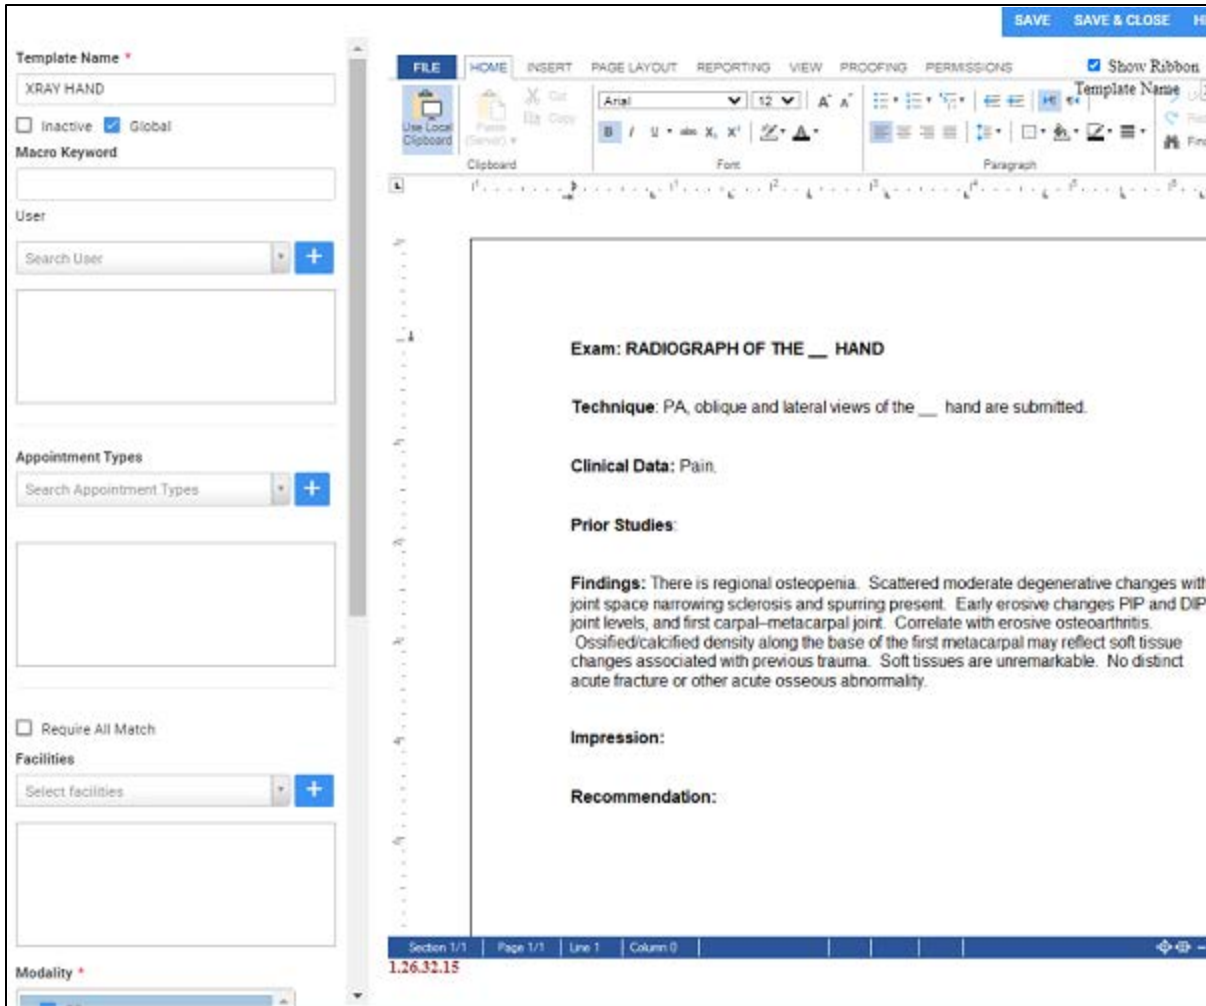 SAVE SAVE & CLOSE
Template Name *
XRAY HAND
Inactive Global
Macro Keyword
User
Search User
Appointment Types
Search Appointment Types
Require All Match
Facilities
Select facilities
Modality *
FILE HOME INSERT PAGE LAYOUT REPORTING VIEW PROOFING PERMISSIONS Show Ribbon
Template Name
Use Local Clipboard
Paste (Server)
Cut
Copy
Arial 12
Clipboard Font Paragraph
Exam: RADIOGRAPH OF THE __ HAND
Technique: PA, oblique and lateral views of the __ hand are submitted.
Clinical Data: Pain.
Prior Studies:
Findings: There is regional osteopenia. Scattered moderate degenerative changes with
joint space narrowing sclerosis and spurring present. Early erosive changes PIP and DIP
joint levels, and first carpal–metacarpal joint. Correlate with erosive osteoarthritis.
Ossified/calcified density along the base of the first metacarpal may reflect soft tissue
changes associated with previous trauma. Soft tissues are unremarkable. No distinct
acute fracture or other acute osseous abnormality.
Impression:
Recommendation:
Section 1/1 Page 1/1 Line 1 Column 0
1.26.32.15